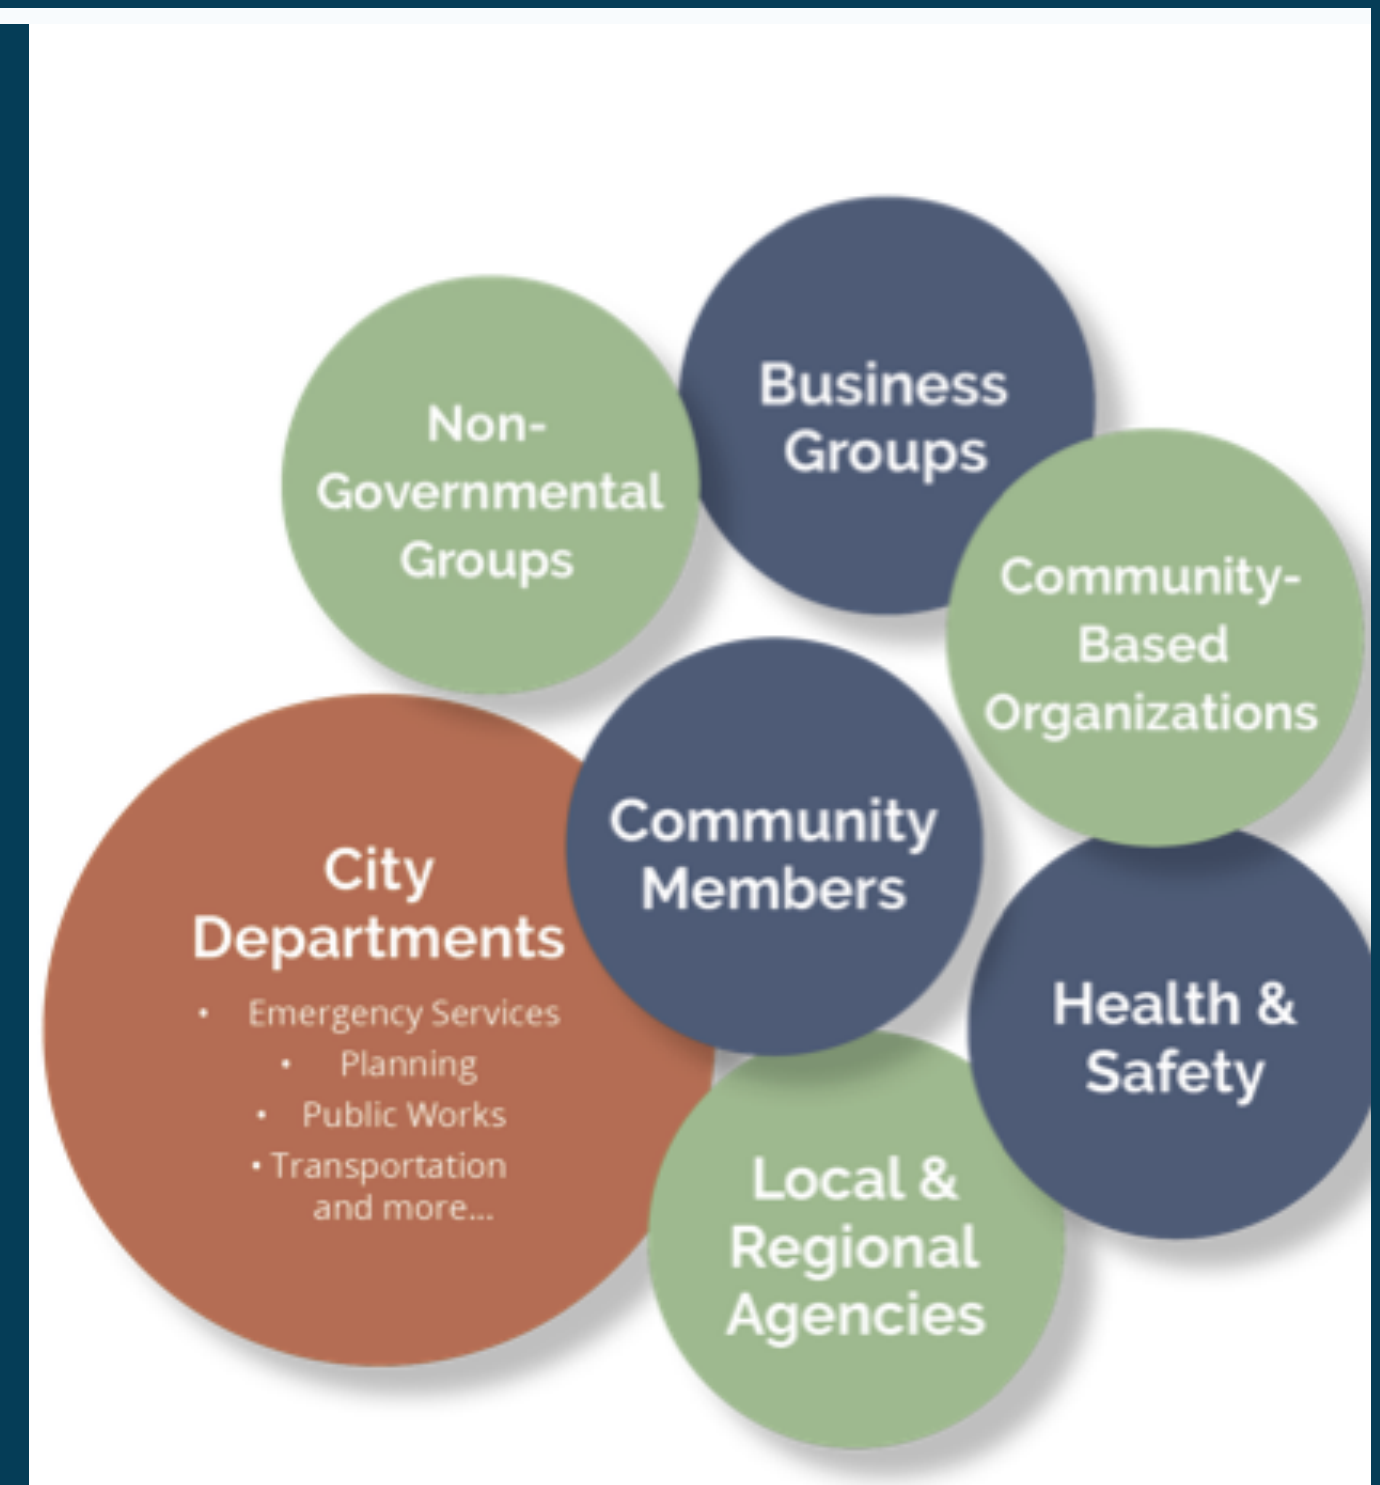 Non-
Governmental
Groups
Business
Groups
Community-
Based
Organizations
Community
Members
City
Departments
• Emergency Services
• Planning
• Public Works
• Transportation
and more...
Health &
Safety
Local &
Regional
Agencies